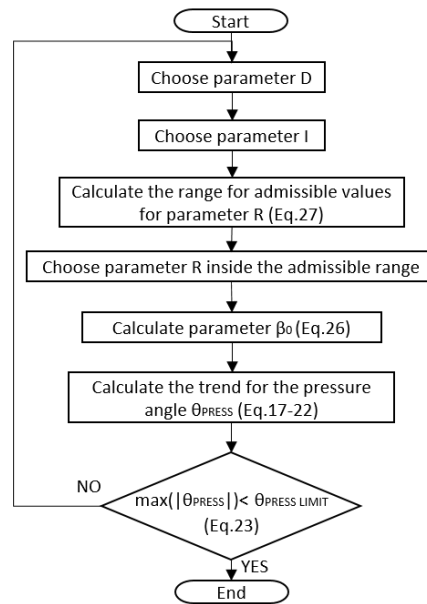 Start
Choose parameter D
Choose parameter I
Calculate the range for admissible values
for parameter R (Eq.27)
Choose parameter R inside the admissible range
Calculate parameter β₀ (Eq.26)
Calculate the trend for the pressure
angle θPRESS (Eq.17-22)
NO
max(|θPRESS|)< θPRESS LIMIT
(Eq.23)
YES
End